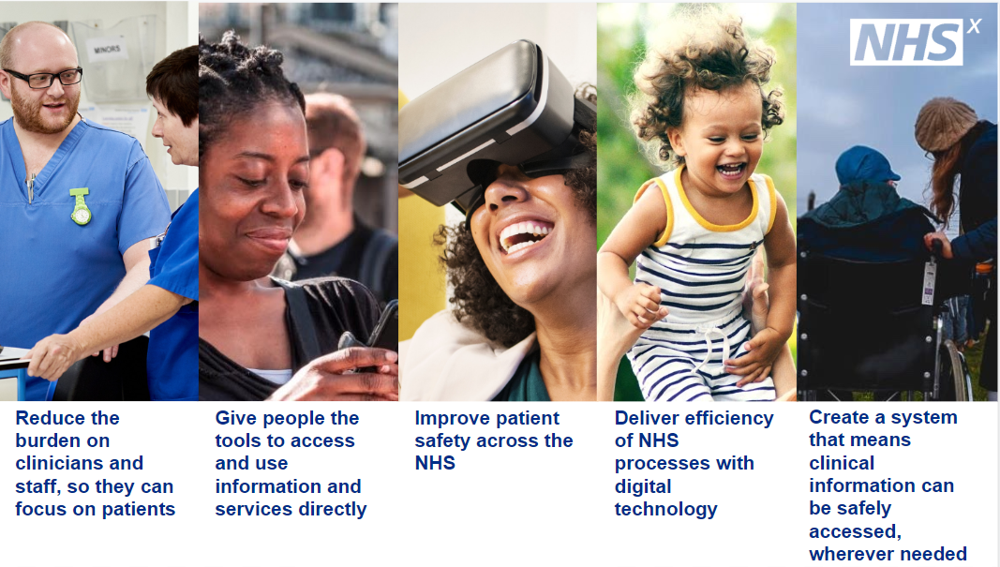 MINORS
NHS X
Reduce the
burden on
clinicians and
staff, so they can
focus on patients
Give people the
tools to access
and use
information and
services directly
Improve patient
safety across the
NHS
Deliver efficiency
of NHS
processes with
digital
technology
Create a system
that means
clinical
information can
be safely
accessed,
wherever needed